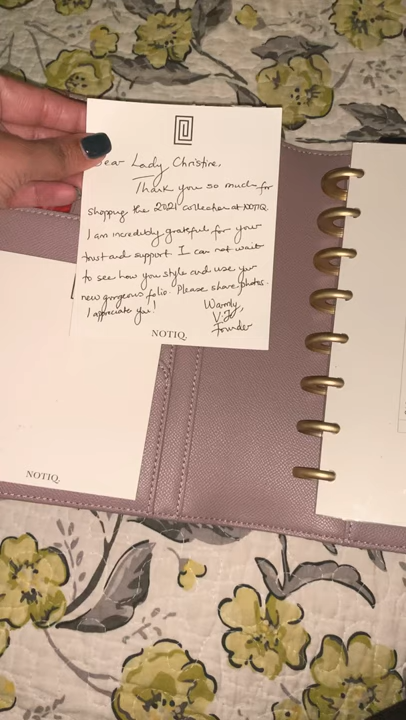 Dear Lady Christine,
Thank you so much for
shopping the 2021 collection at NOTIQ.
I am incredibly grateful for your
trust and support. I can not wait
to see how you style and use your
new gorgeous folio. Please share photos.
I appreciate you!
Warmly,
Founder
NOTIQ.
NOTIQ.